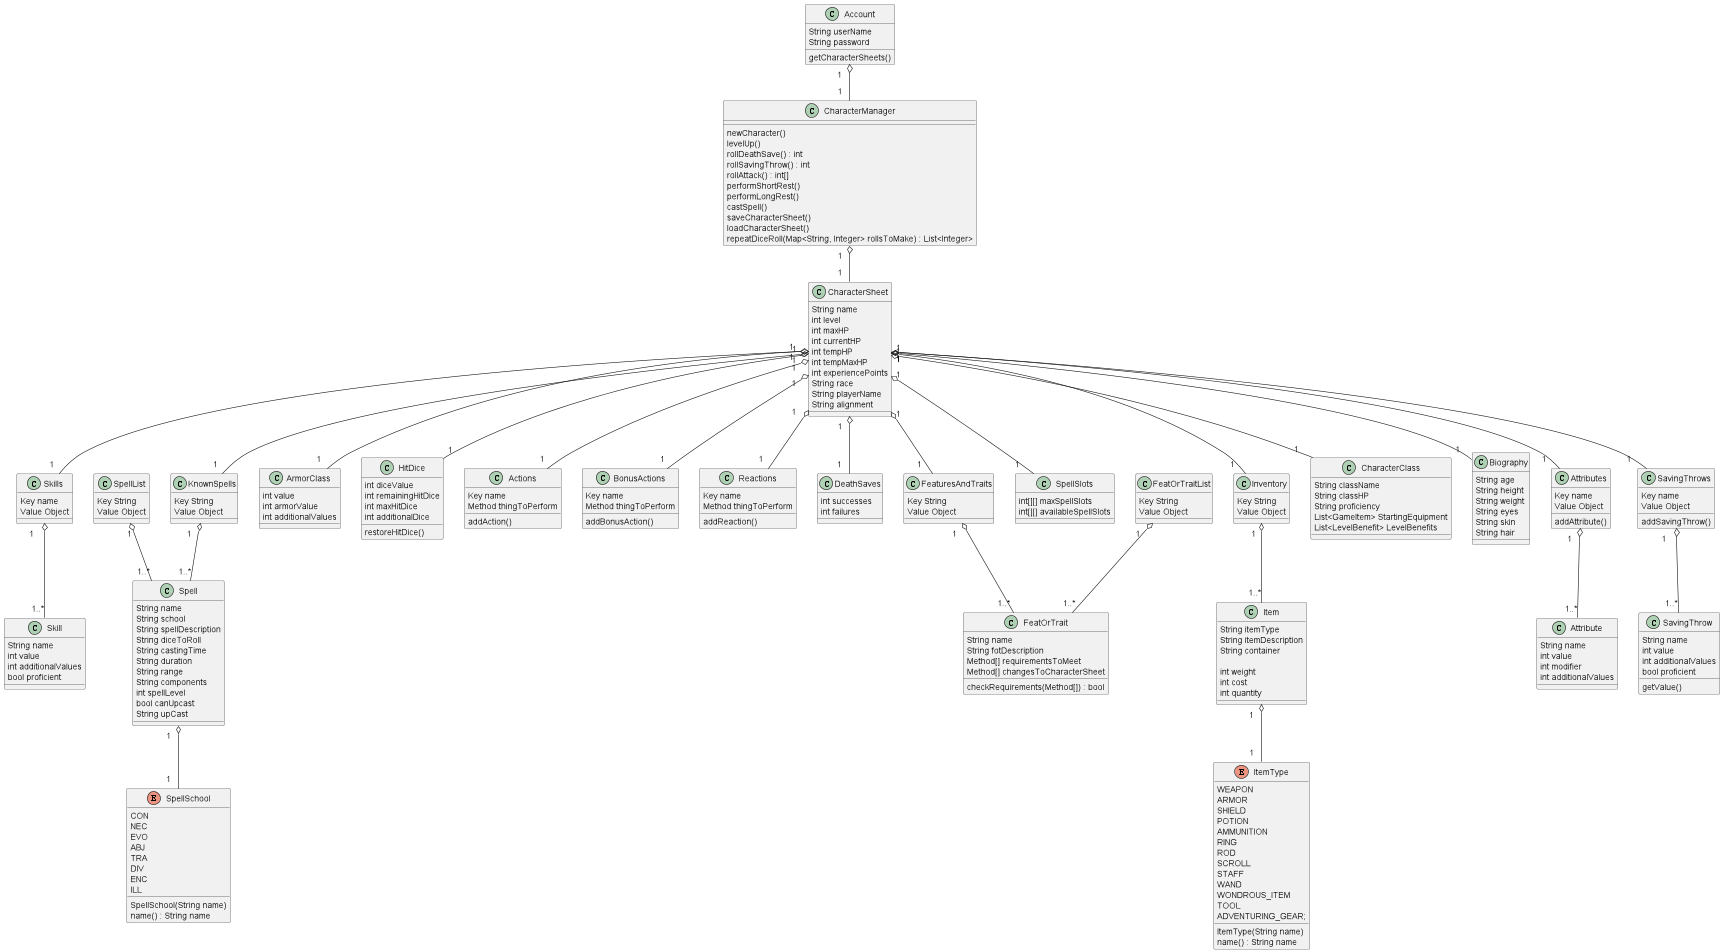 C Account
String userName
String password
getCharacterSheets()
1
1
C CharacterManager
newCharacter()
levelUp()
rollDeathSave() : int
rollSavingThrow() : int
rollAttack() : int[]
performShortRest()
performLongRest()
castSpell()
saveCharacterSheet()
loadCharacterSheet()
repeatDiceRoll(Map<String, Integer> rollsToMake) : List<Integer>
1
1
C CharacterSheet
String name
int level
int maxHP
int currentHP
int tempHP
int tempMaxHP
int experiencePoints
String race
String playerName
String alignment
1 1 1 1 1 1 1 1 1 1 1 1 1 1 1
1 1 1 1 1 1 1 1 1 1 1 1 1 1 1
C Skills
Key name
Value Object
C SpellList
Key String
Value Object
C KnownSpells
Key String
Value Object
C ArmorClass
int value
int armorValue
int additionalValues
C HitDice
int diceValue
int remainingHitDice
int maxHitDice
int additionalDice
restoreHitDice()
C Actions
Key name
Method thingToPerform
addAction()
C BonusActions
Key name
Method thingToPerform
addBonusAction()
C Reactions
Key name
Method thingToPerform
addReaction()
C DeathSaves
int successes
int failures
C FeaturesAndTraits
Key String
Value Object
C SpellSlots
int[][] maxSpellSlots
int[][] availableSpellSlots
C FeatOrTraitList
Key String
Value Object
C Inventory
Key String
Value Object
C CharacterClass
String className
String classHP
String proficiency
List<GameItem> StartingEquipment
List<LevelBenefit> LevelBenefits
C Biography
String age
String height
String weight
String eyes
String skin
String hair
C Attributes
Key name
Value Object
addAttribute()
C SavingThrows
Key name
Value Object
addSavingThrow()
1 1 1 1 1 1 1 1
1..* 1..* 1..* 1..* 1..* 1..* 1..* 1..*
C Skill
String name
int value
int additionalValues
bool proficient
C Spell
String name
String school
String spellDescription
String diceToRoll
String castingTime
String duration
String range
String components
int spellLevel
bool canUpcast
String upCast
C FeatOrTrait
String name
String fotDescription
Method[] requirementsToMeet
Method[] changesToCharacterSheet
checkRequirements(Method[]) : bool
C Item
String itemType
String itemDescription
String container
int weight
int cost
int quantity
C Attribute
String name
int value
int modifier
int additionalValues
C SavingThrow
String name
int value
int additionalValues
bool proficient
getValue()
1
1
E SpellSchool
CON
NEC
EVO
ABJ
TRA
DIV
ENC
ILL
SpellSchool(String name)
name() : String name
1
1
E ItemType
WEAPON
ARMOR
SHIELD
POTION
AMMUNITION
RING
ROD
SCROLL
STAFF
WAND
WONDROUS_ITEM
TOOL
ADVENTURING_GEAR;
ItemType(String name)
name() : String name